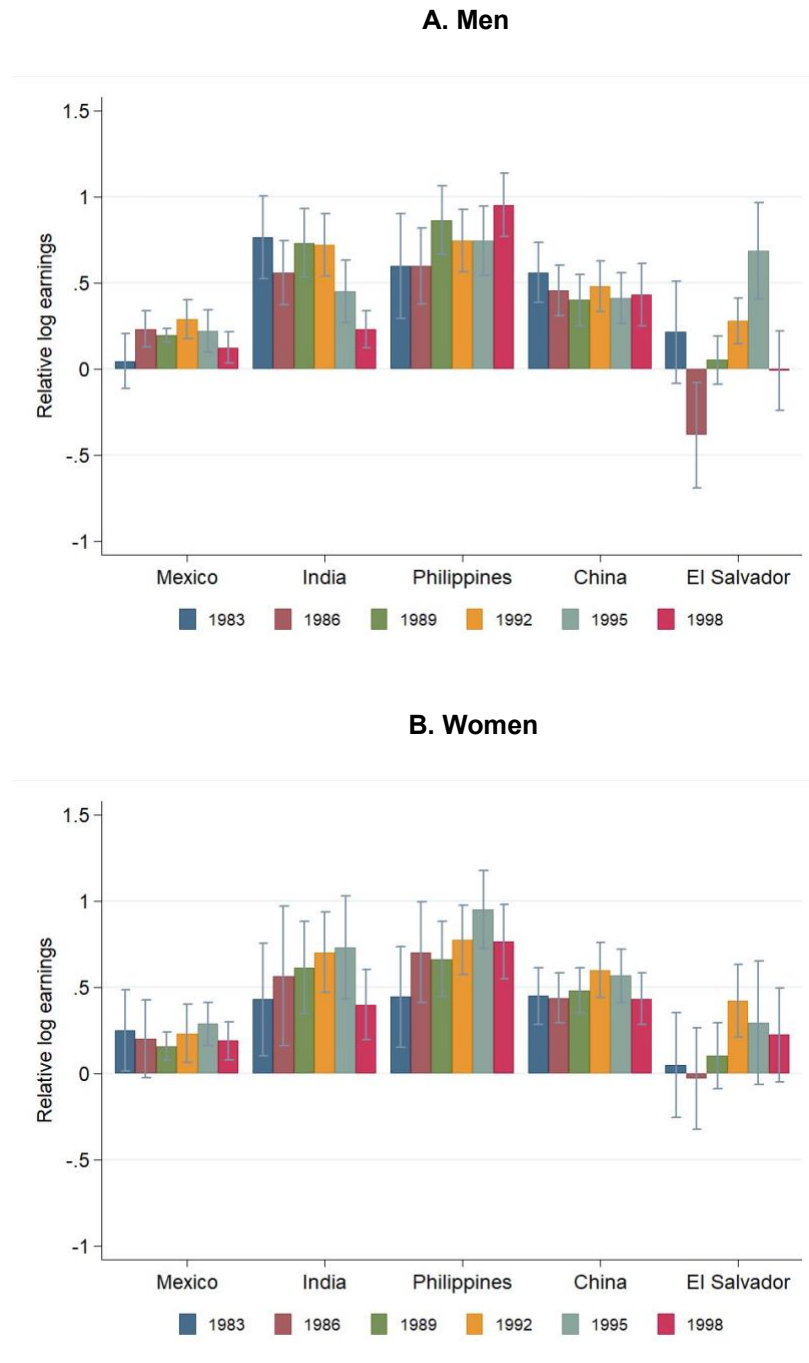 A. Men
1.5
1
.5
0
-.5
-1
Relative log earnings
Mexico India Philippines China El Salvador
1983 1986 1989 1992 1995 1998
B. Women
1.5
1
.5
0
-.5
-1
Relative log earnings
Mexico India Philippines China El Salvador
1983 1986 1989 1992 1995 1998